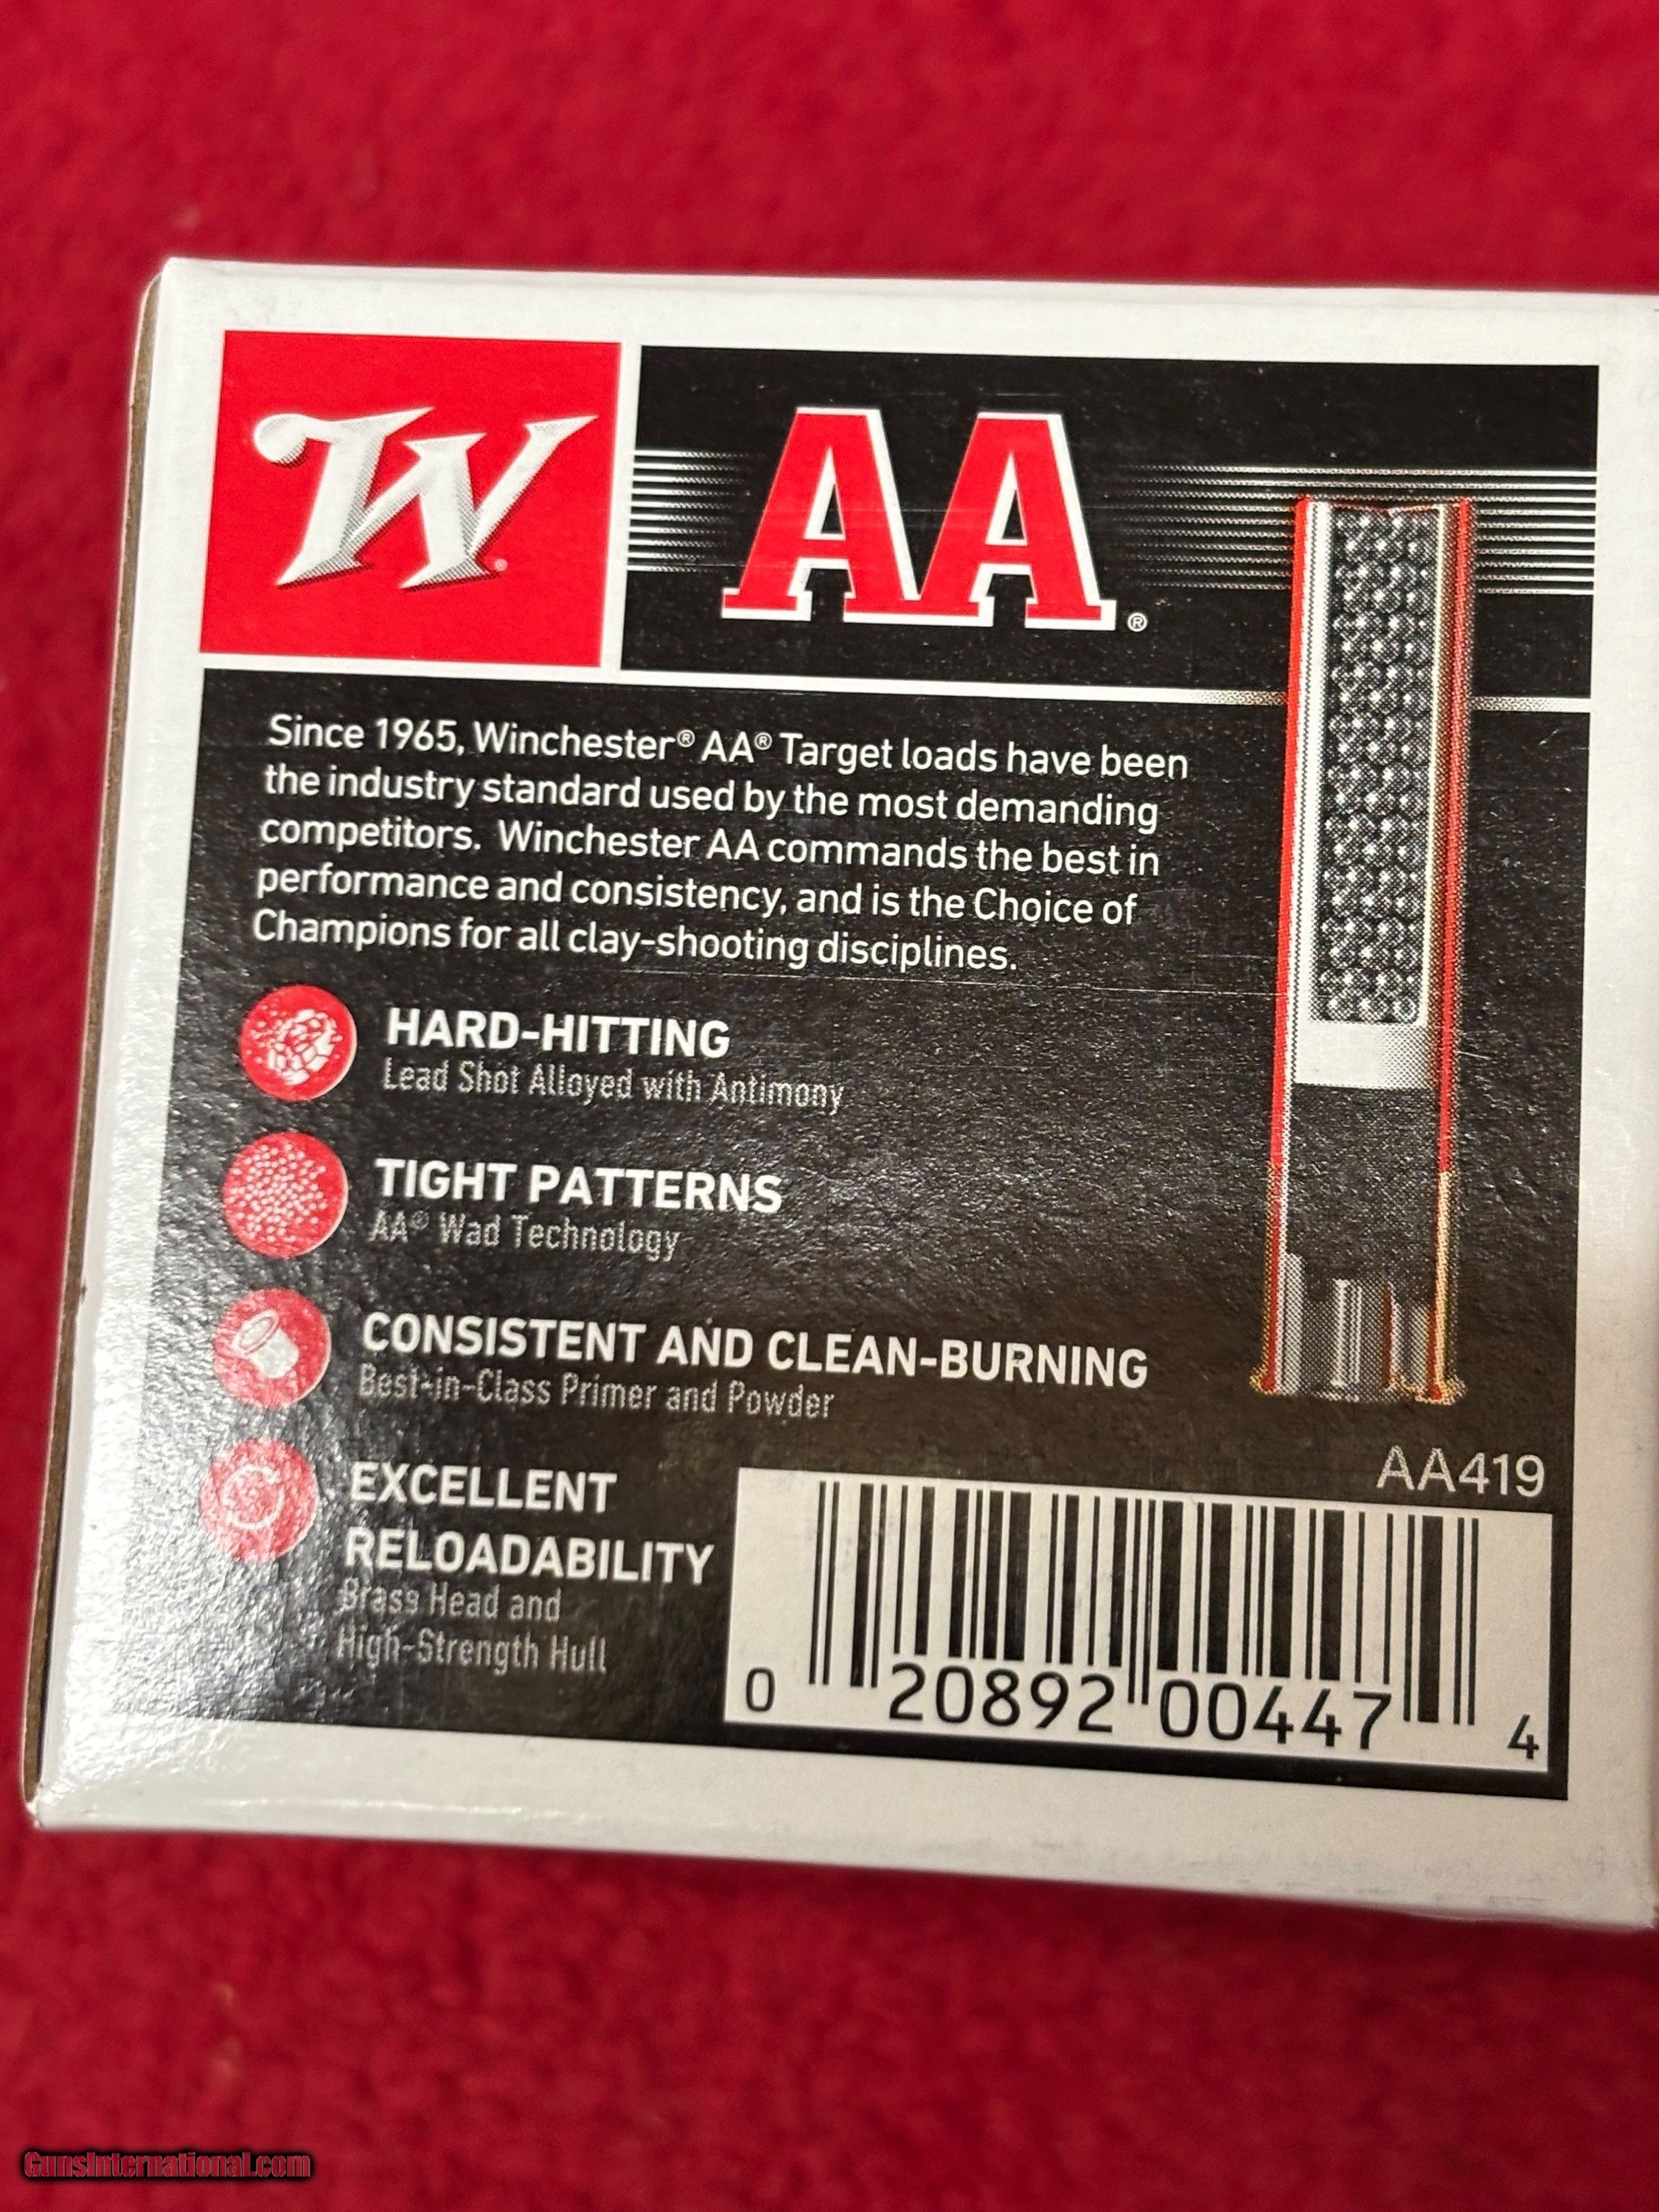 W
AA®
Since 1965, Winchester® AA® Target loads have been
the industry standard used by the most demanding
competitors. Winchester AA commands the best in
performance and consistency, and is the Choice of
Champions for all clay-shooting disciplines.
HARD-HITTING
Lead Shot Alloyed with Antimony
TIGHT PATTERNS
AA® Wad Technology
CONSISTENT AND CLEAN-BURNING
Best-in-Class Primer and Powder
EXCELLENT
RELOADABILITY
Brass Head and
High-Strength Hull
AA419
0 20892 00447 4
GunsInternational.com